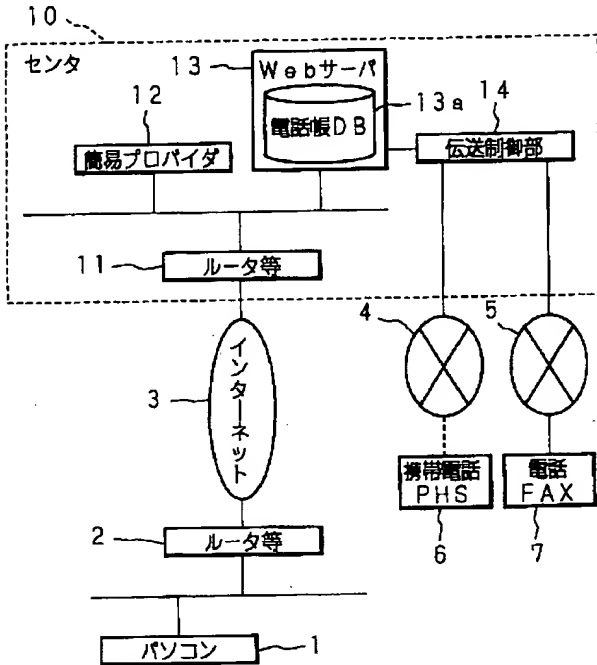 10
センタ
13
Webサーバ
13a
電話帳DB
12
簡易プロバイダ
14
伝送制御部
11
ルータ等
4
5
3
インターネット
携帯電話
PHS
6
電話
FAX
7
2
ルータ等
パソコン
1